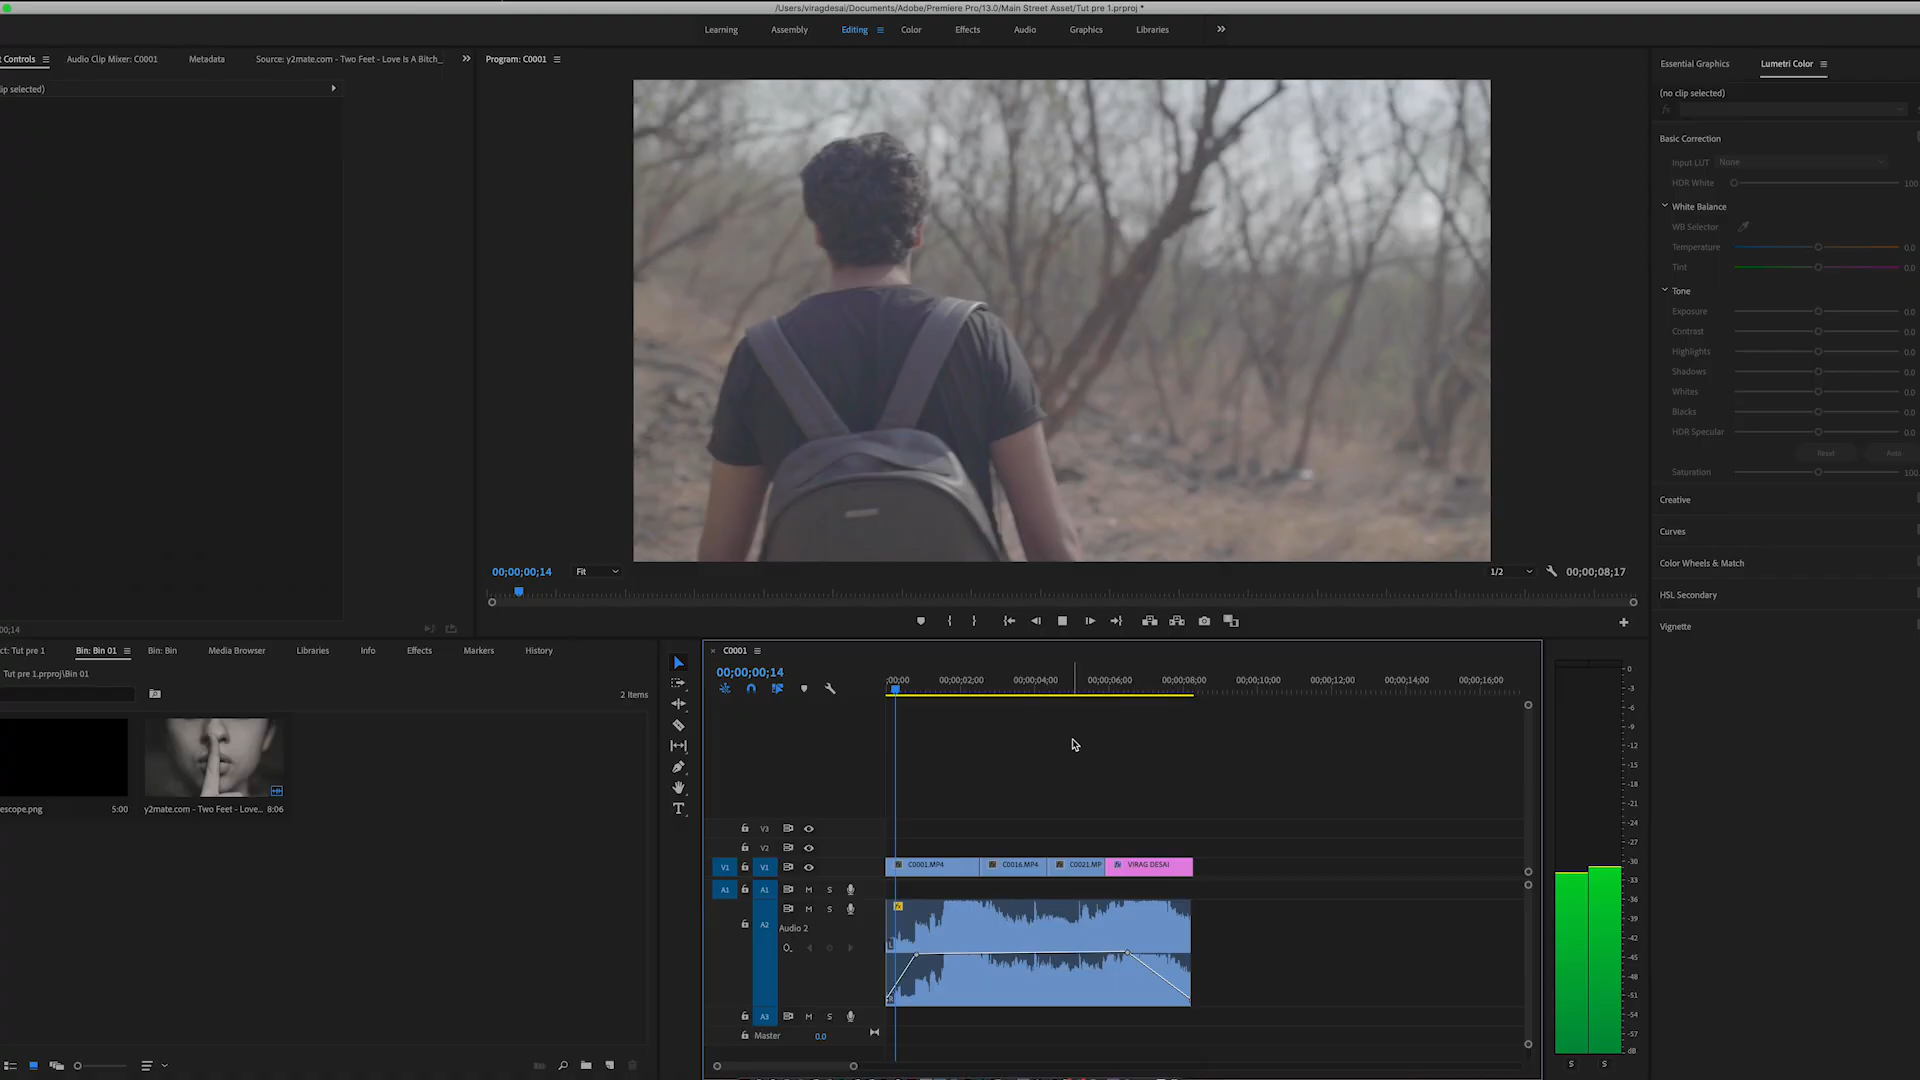 /Users/viragdesai/Documents/Adobe/Premiere Pro/13.0/Main Street Asset/Tut pre 1.prproj *
Learning Assembly Editing Color Effects Audio Graphics Libraries
Controls Audio Clip Mixer: C0001 Metadata Source: y2mate.com - Two Feet - Love Is A Bitch_
Program: C0001
Essential Graphics Lumetri Color
ip selected)
(no clip selected)
fx
Basic Correction
Input LUT None
HDR White 100
White Balance
WB Selector
Temperature 0.0
Tint 0.0
Tone
Exposure 0.0
Contrast 0.0
Highlights 0.0
Shadows 0.0
Whites 0.0
Blacks 0.0
HDR Specular 0.0
Reset Auto
Saturation 100.
Creative
Curves
Color Wheels & Match
HSL Secondary
Vignette
00;00;00;14 Fit 1/2 00;00;08;17
00;14
ct: Tut pre 1 Bin: Bin 01 Bin: Bin Media Browser Libraries Info Effects Markers History
Tut pre 1.prproj\Bin 01
2 Items
escope.png 5:00
y2mate.com - Two Feet - Love... 8:06
T
× C0001
00;00;00;14
;00;00 00;00;02;00 00;00;04;00 00;00;06;00 00;00;08;00 00;00;10;00 00;00;12;00 00;00;14;00 00;00;16;00
V3
V2
V1 V1 C0001.MP4 C0016.MP4 C0021.MP VIRAG DESAI
A1 A1 M S
M S
A2 Audio 2
fx
L
R
A3 M S
Master 0.0
0
-3
-6
-9
-12
-15
-18
-21
-24
-27
-30
-33
-36
-39
-42
-45
-48
-51
-54
-57
dB
S S